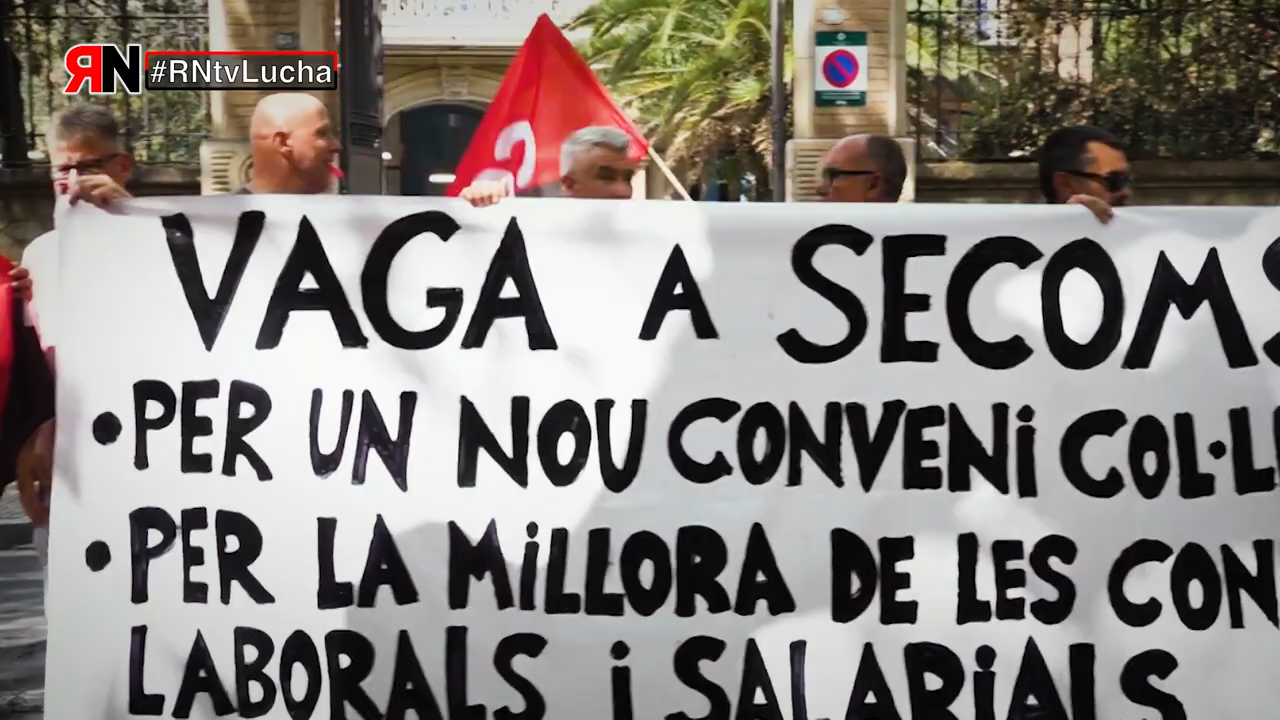 RN #RNtvLucha
VAGA A SECOMS
• PER UN NOU CONVENI COL·L
• PER LA MILLORA DE LES CON
LABORALS i SALARIALS